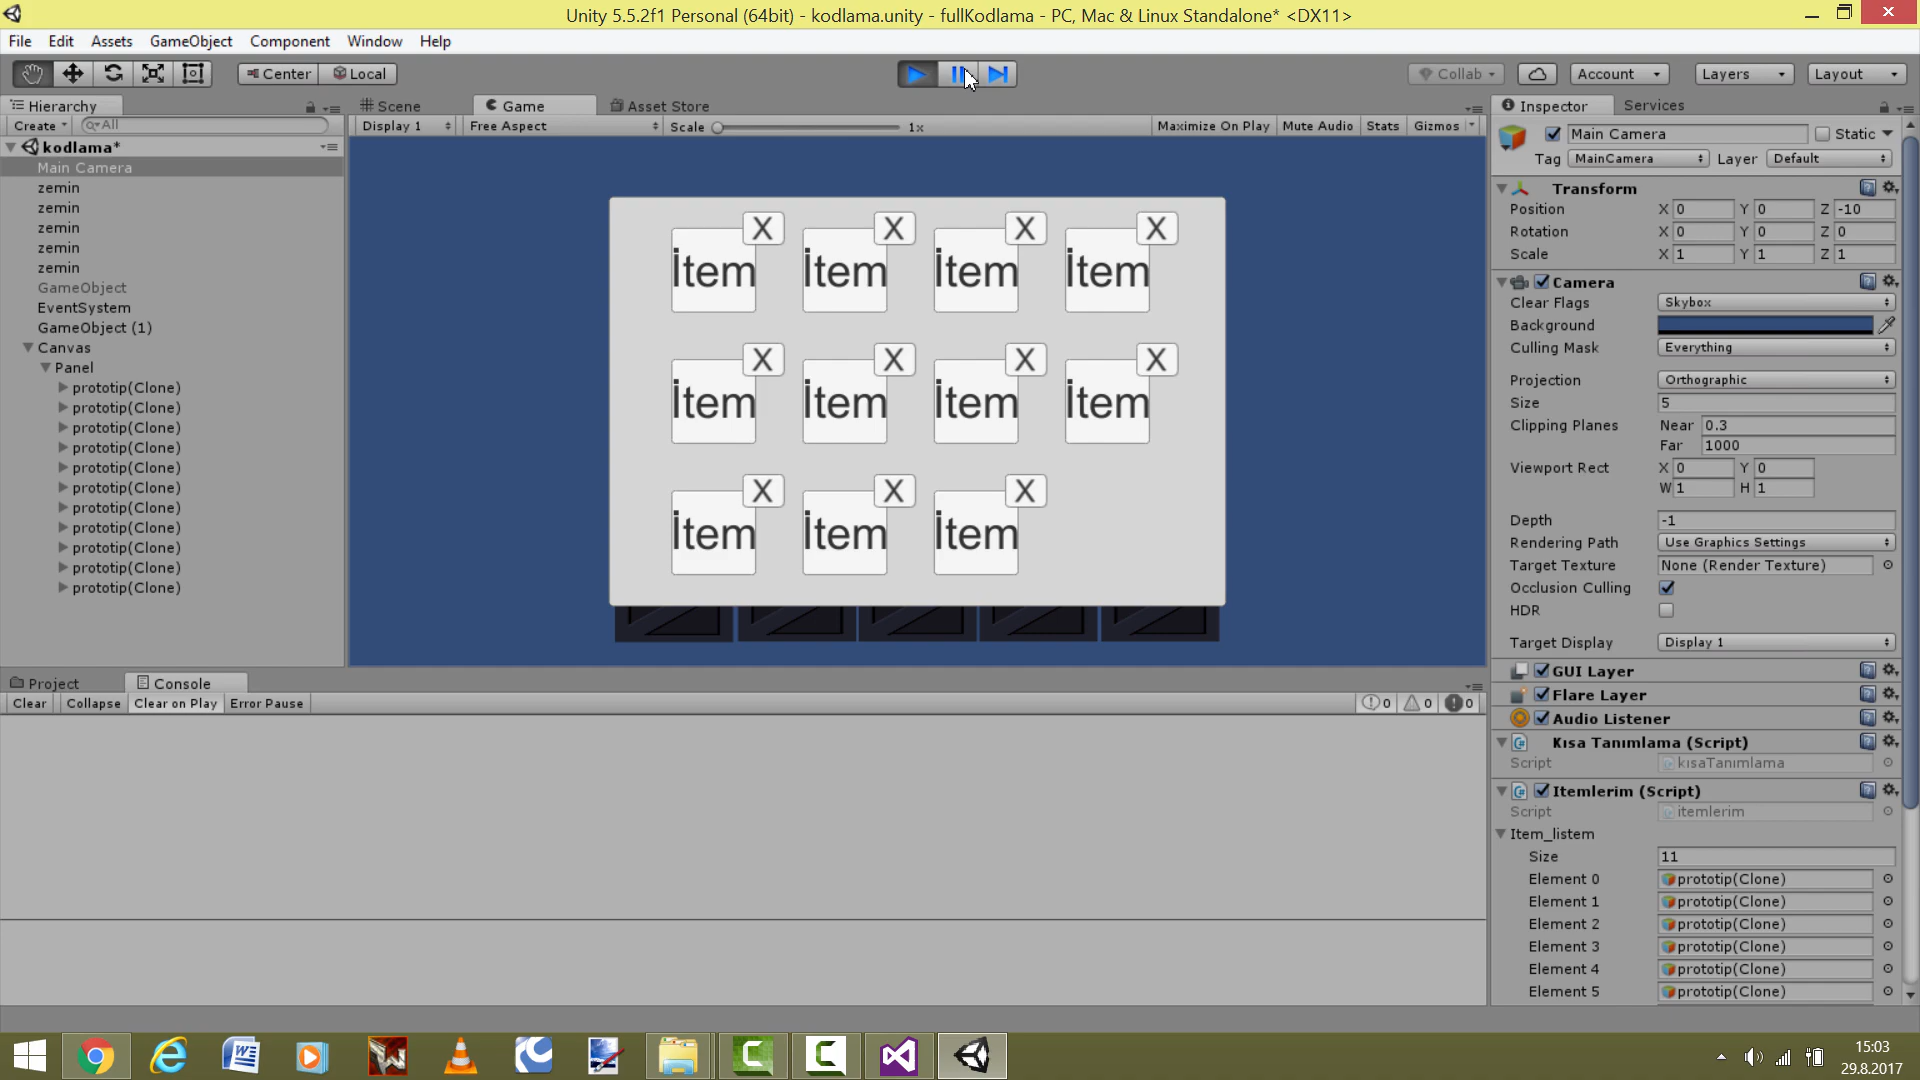 Unity 5.5.2f1 Personal (64bit) - kodlama.unity - fullKodlama - PC, Mac & Linux Standalone* <DX11>
File Edit Assets GameObject Component Window Help
Center Local Collab Account Layers Layout
Hierarchy Scene Game Asset Store Inspector Services
Create All Display 1 Free Aspect Scale 1x Maximize On Play Mute Audio Stats Gizmos
kodlama*
Main Camera
zemin
zemin
zemin
zemin
zemin
GameObject
EventSystem
GameObject (1)
Canvas
Panel
prototip(Clone)
prototip(Clone)
prototip(Clone)
prototip(Clone)
prototip(Clone)
prototip(Clone)
prototip(Clone)
prototip(Clone)
prototip(Clone)
prototip(Clone)
prototip(Clone)
X X X X
İtem İtem İtem İtem
X X X X
İtem İtem İtem İtem
X X X
İtem İtem İtem
Main Camera Static
Tag MainCamera Layer Default
Transform
Position X 0 Y 0 Z -10
Rotation X 0 Y 0 Z 0
Scale X 1 Y 1 Z 1
Camera
Clear Flags Skybox
Background
Culling Mask Everything
Projection Orthographic
Size 5
Clipping Planes Near 0.3
Far 1000
Viewport Rect X 0 Y 0
W 1 H 1
Depth -1
Rendering Path Use Graphics Settings
Target Texture None (Render Texture)
Occlusion Culling
HDR
Target Display Display 1
GUI Layer
Flare Layer
Audio Listener
Kısa Tanımlama (Script)
Script kısaTanımlama
Itemlerim (Script)
Script itemlerim
Item_listem
Size 11
Element 0 prototip(Clone)
Element 1 prototip(Clone)
Element 2 prototip(Clone)
Element 3 prototip(Clone)
Element 4 prototip(Clone)
Element 5 prototip(Clone)
Project Console
Clear Collapse Clear on Play Error Pause 0 0 0
15:03
29.8.2017